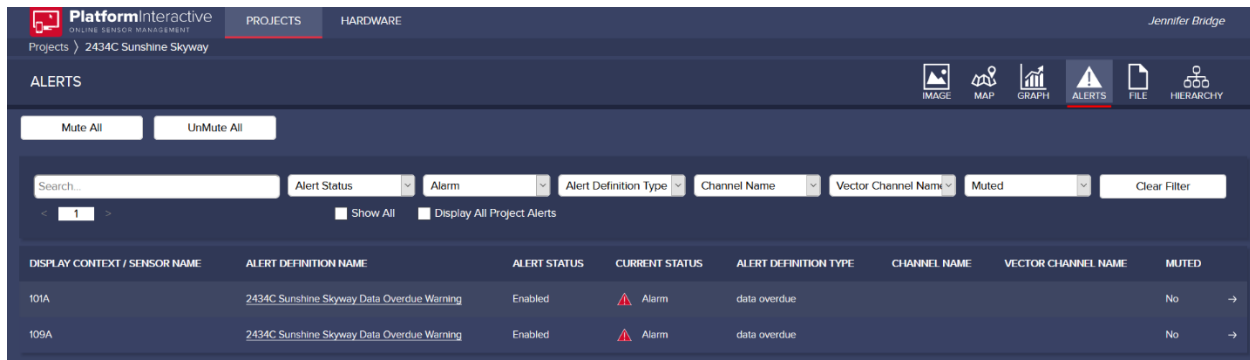 PlatformInteractive
ONLINE SENSOR MANAGEMENT
PROJECTS HARDWARE Jennifer Bridge
Projects 〉 2434C Sunshine Skyway
ALERTS
IMAGE MAP GRAPH ALERTS FILE HIERARCHY
Mute All UnMute All
Search... Alert Status Alarm Alert Definition Type Channel Name Vector Channel Name Muted Clear Filter
< 1 > Show All Display All Project Alerts
DISPLAY CONTEXT / SENSOR NAME ALERT DEFINITION NAME ALERT STATUS CURRENT STATUS ALERT DEFINITION TYPE CHANNEL NAME VECTOR CHANNEL NAME MUTED
101A 2434C Sunshine Skyway Data Overdue Warning Enabled Alarm data overdue No →
109A 2434C Sunshine Skyway Data Overdue Warning Enabled Alarm data overdue No →